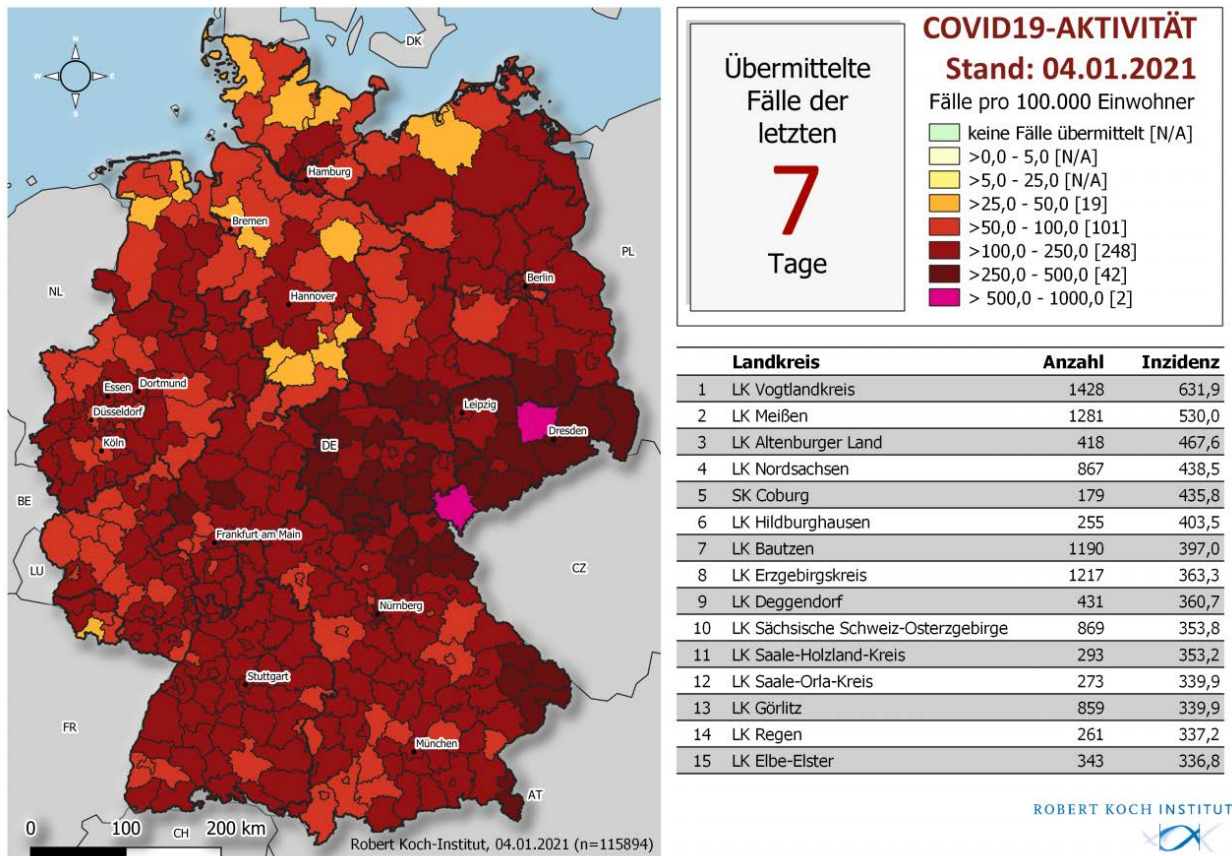 N
W
E
S
DK
Hamburg
Bremen
PL
Berlin
NL
Hannover
Essen
Dortmund
Düsseldorf
Leipzig
Köln
Dresden
DE
BE
Frankfurt am Main
LU
CZ
Nürnberg
Stuttgart
FR
München
AT
0 100 200 km
CH
Robert Koch-Institut, 04.01.2021 (n=115894)
Übermittelte
Fälle der
letzten
7
Tage
COVID19-AKTIVITÄT
Stand: 04.01.2021
Fälle pro 100.000 Einwohner
keine Fälle übermittelt [N/A]
>0,0 - 5,0 [N/A]
>5,0 - 25,0 [N/A]
>25,0 - 50,0 [19]
>50,0 - 100,0 [101]
>100,0 - 250,0 [248]
>250,0 - 500,0 [42]
> 500,0 - 1000,0 [2]
Landkreis Anzahl Inzidenz
1 LK Vogtlandkreis 1428 631,9
2 LK Meißen 1281 530,0
3 LK Altenburger Land 418 467,6
4 LK Nordsachsen 867 438,5
5 SK Coburg 179 435,8
6 LK Hildburghausen 255 403,5
7 LK Bautzen 1190 397,0
8 LK Erzgebirgskreis 1217 363,3
9 LK Deggendorf 431 360,7
10 LK Sächsische Schweiz-Osterzgebirge 869 353,8
11 LK Saale-Holzland-Kreis 293 353,2
12 LK Saale-Orla-Kreis 273 339,9
13 LK Görlitz 859 339,9
14 LK Regen 261 337,2
15 LK Elbe-Elster 343 336,8
ROBERT KOCH INSTITUT